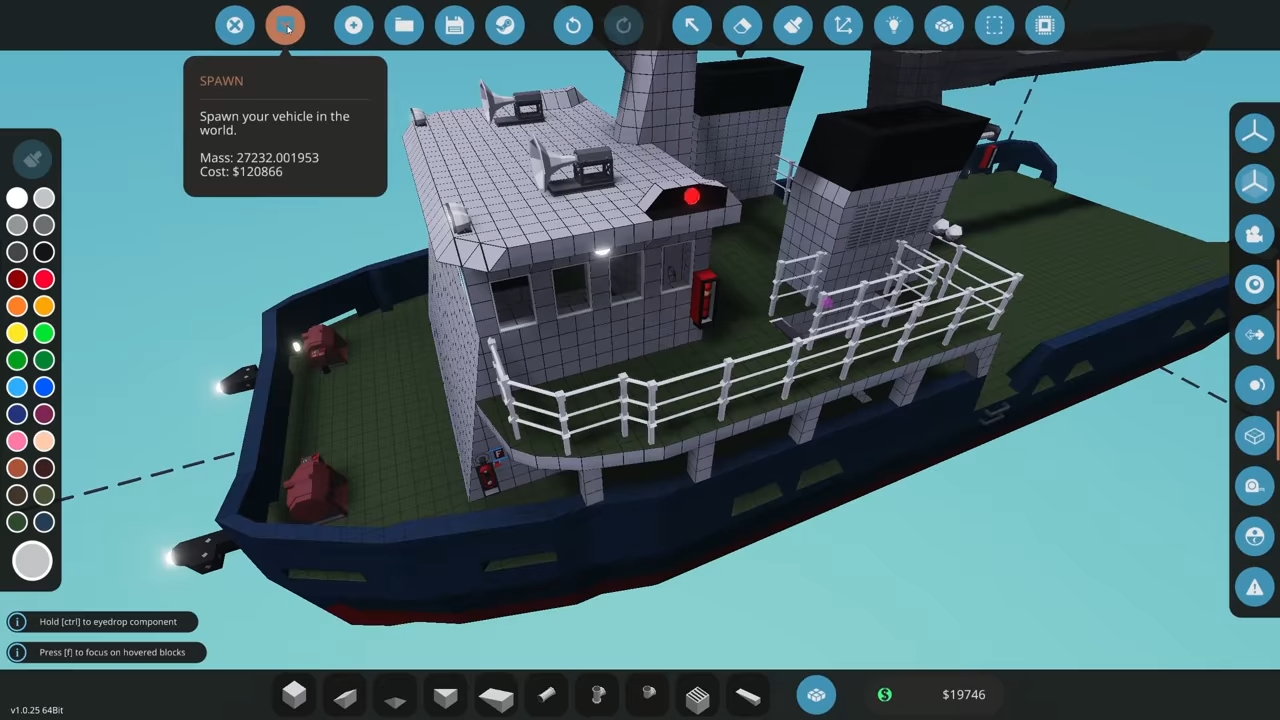 SPAWN
Spawn your vehicle in the
world.
Mass: 27232.001953
Cost: $120866
F
Hold [ctrl] to eyedrop component
Press [f] to focus on hovered blocks
v1.0.25 64Bit
$
$19746